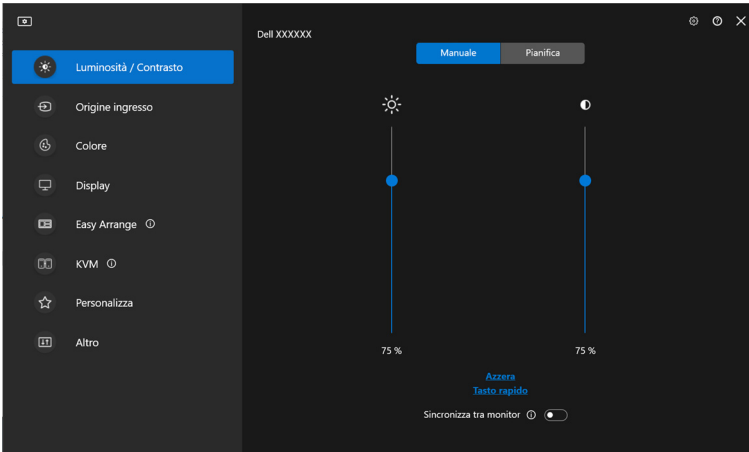 Dell XXXXXX
Manuale
Pianifica
Luminosità / Contrasto
Origine ingresso
Colore
Display
Easy Arrange
KVM
Personalizza
Altro
75 %
75 %
Azzera
Tasto rapido
Sincronizza tra monitor